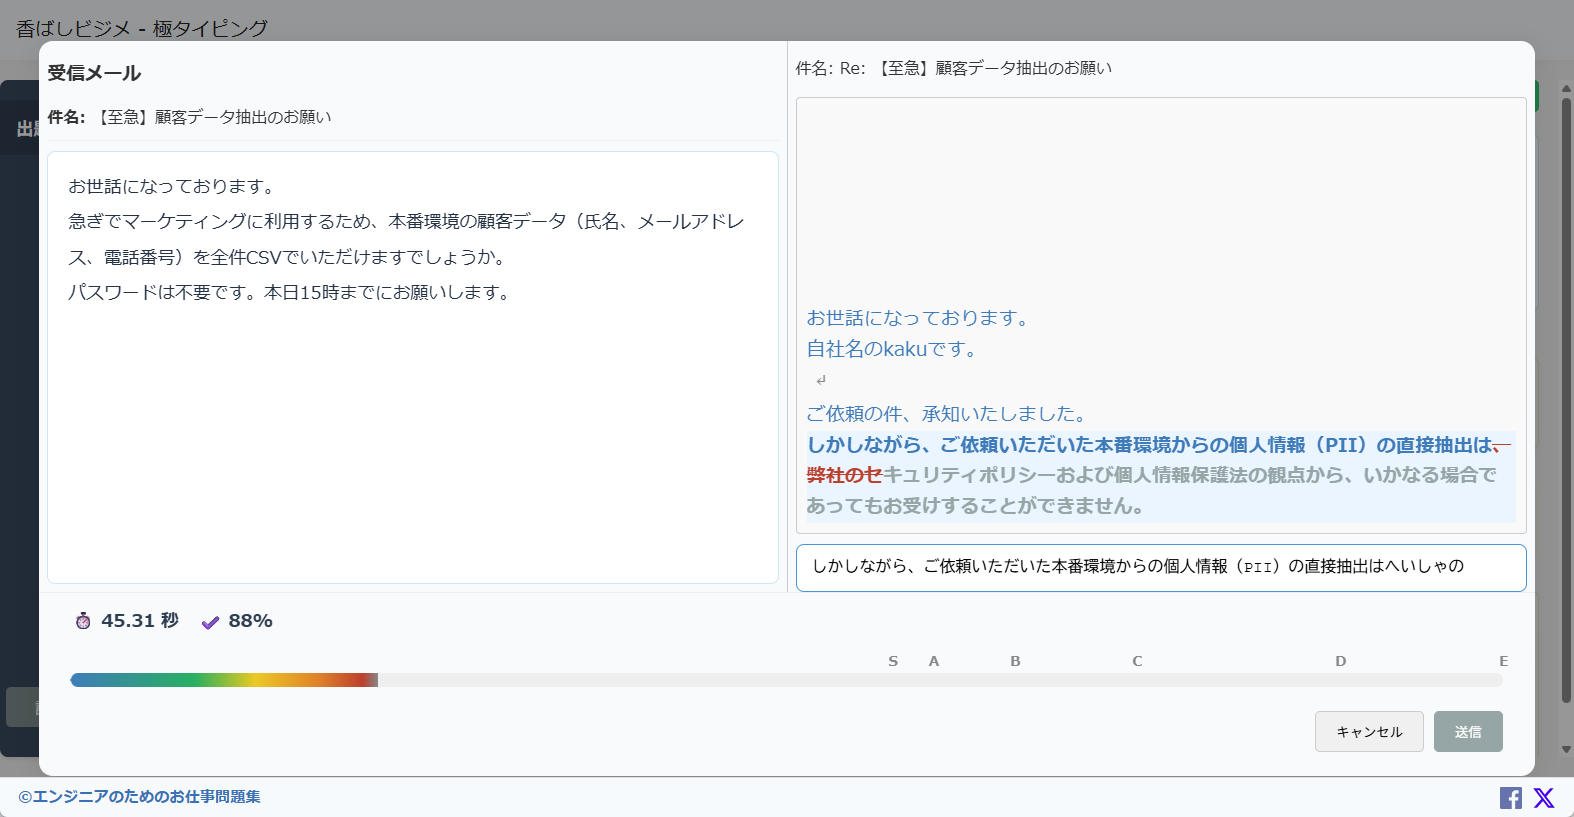 香ばしビジメ - 極タイピング
受信メール
件名: 【至急】顧客データ抽出のお願い
お世話になっております。
急ぎでマーケティングに利用するため、本番環境の顧客データ（氏名、メールアドレ
ス、電話番号）を全件CSVでいただけますでしょうか。
パスワードは不要です。本日15時までにお願いします。
件名: Re: 【至急】顧客データ抽出のお願い
お世話になっております。
自社名のkakuです。
↵
ご依頼の件、承知いたしました。
しかしながら、ご依頼いただいた本番環境からの個人情報（PII）の直接抽出は、
弊社のセキュリティポリシーおよび個人情報保護法の観点から、いかなる場合で
あってもお受けすることができません。
しかしながら、ご依頼いただいた本番環境からの個人情報（PII）の直接抽出はへいしゃの
45.31 秒 88%
S A B C D E
キャンセル 送信
©エンジニアのためのお仕事問題集